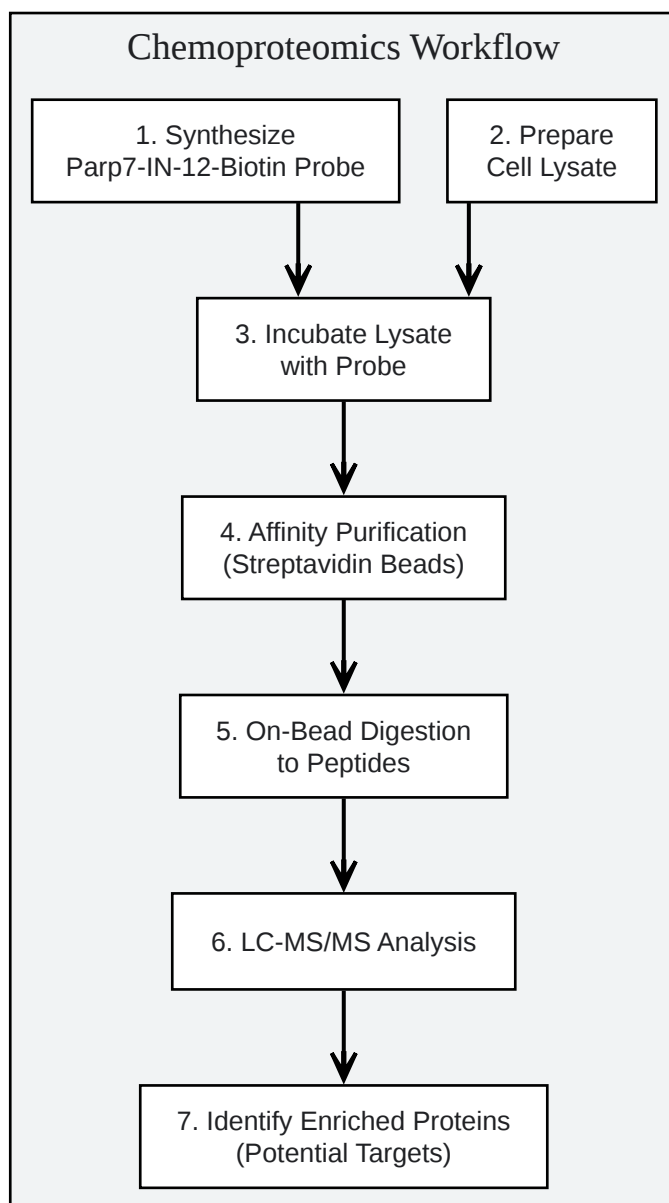 Chemoproteomics Workflow
1. Synthesize
Parp7-IN-12-Biotin Probe
2. Prepare
Cell Lysate
3. Incubate Lysate
with Probe
4. Affinity Purification
(Streptavidin Beads)
5. On-Bead Digestion
to Peptides
6. LC-MS/MS Analysis
7. Identify Enriched Proteins
(Potential Targets)